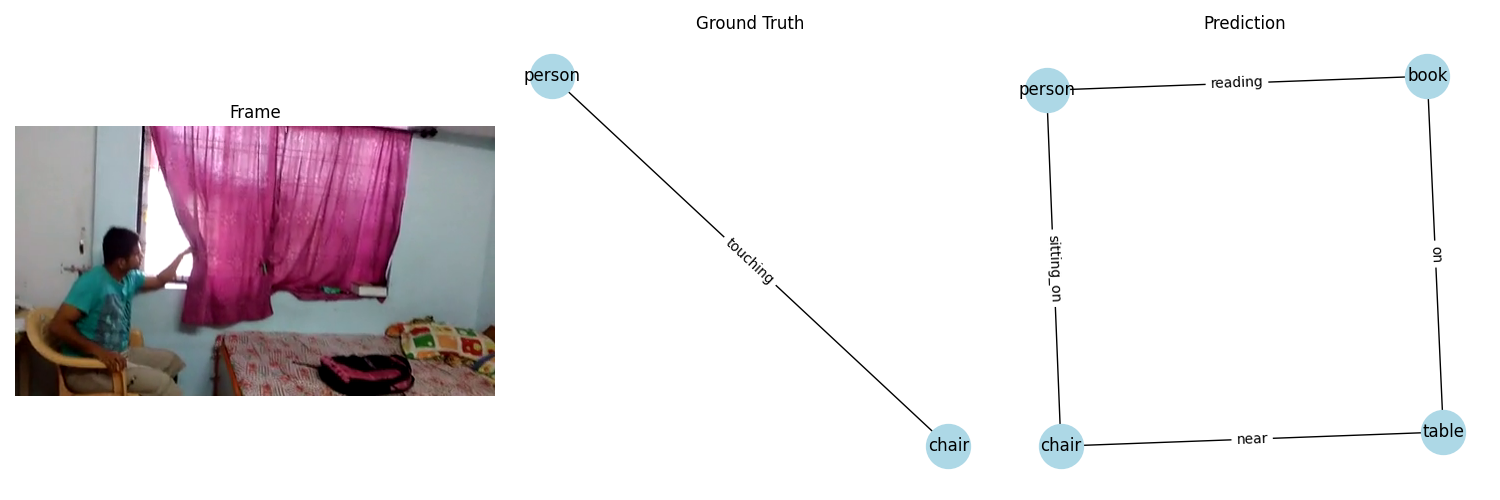 Frame
Ground Truth
person
touching
chair
Prediction
person
reading
book
sitting_on
on
chair
near
table